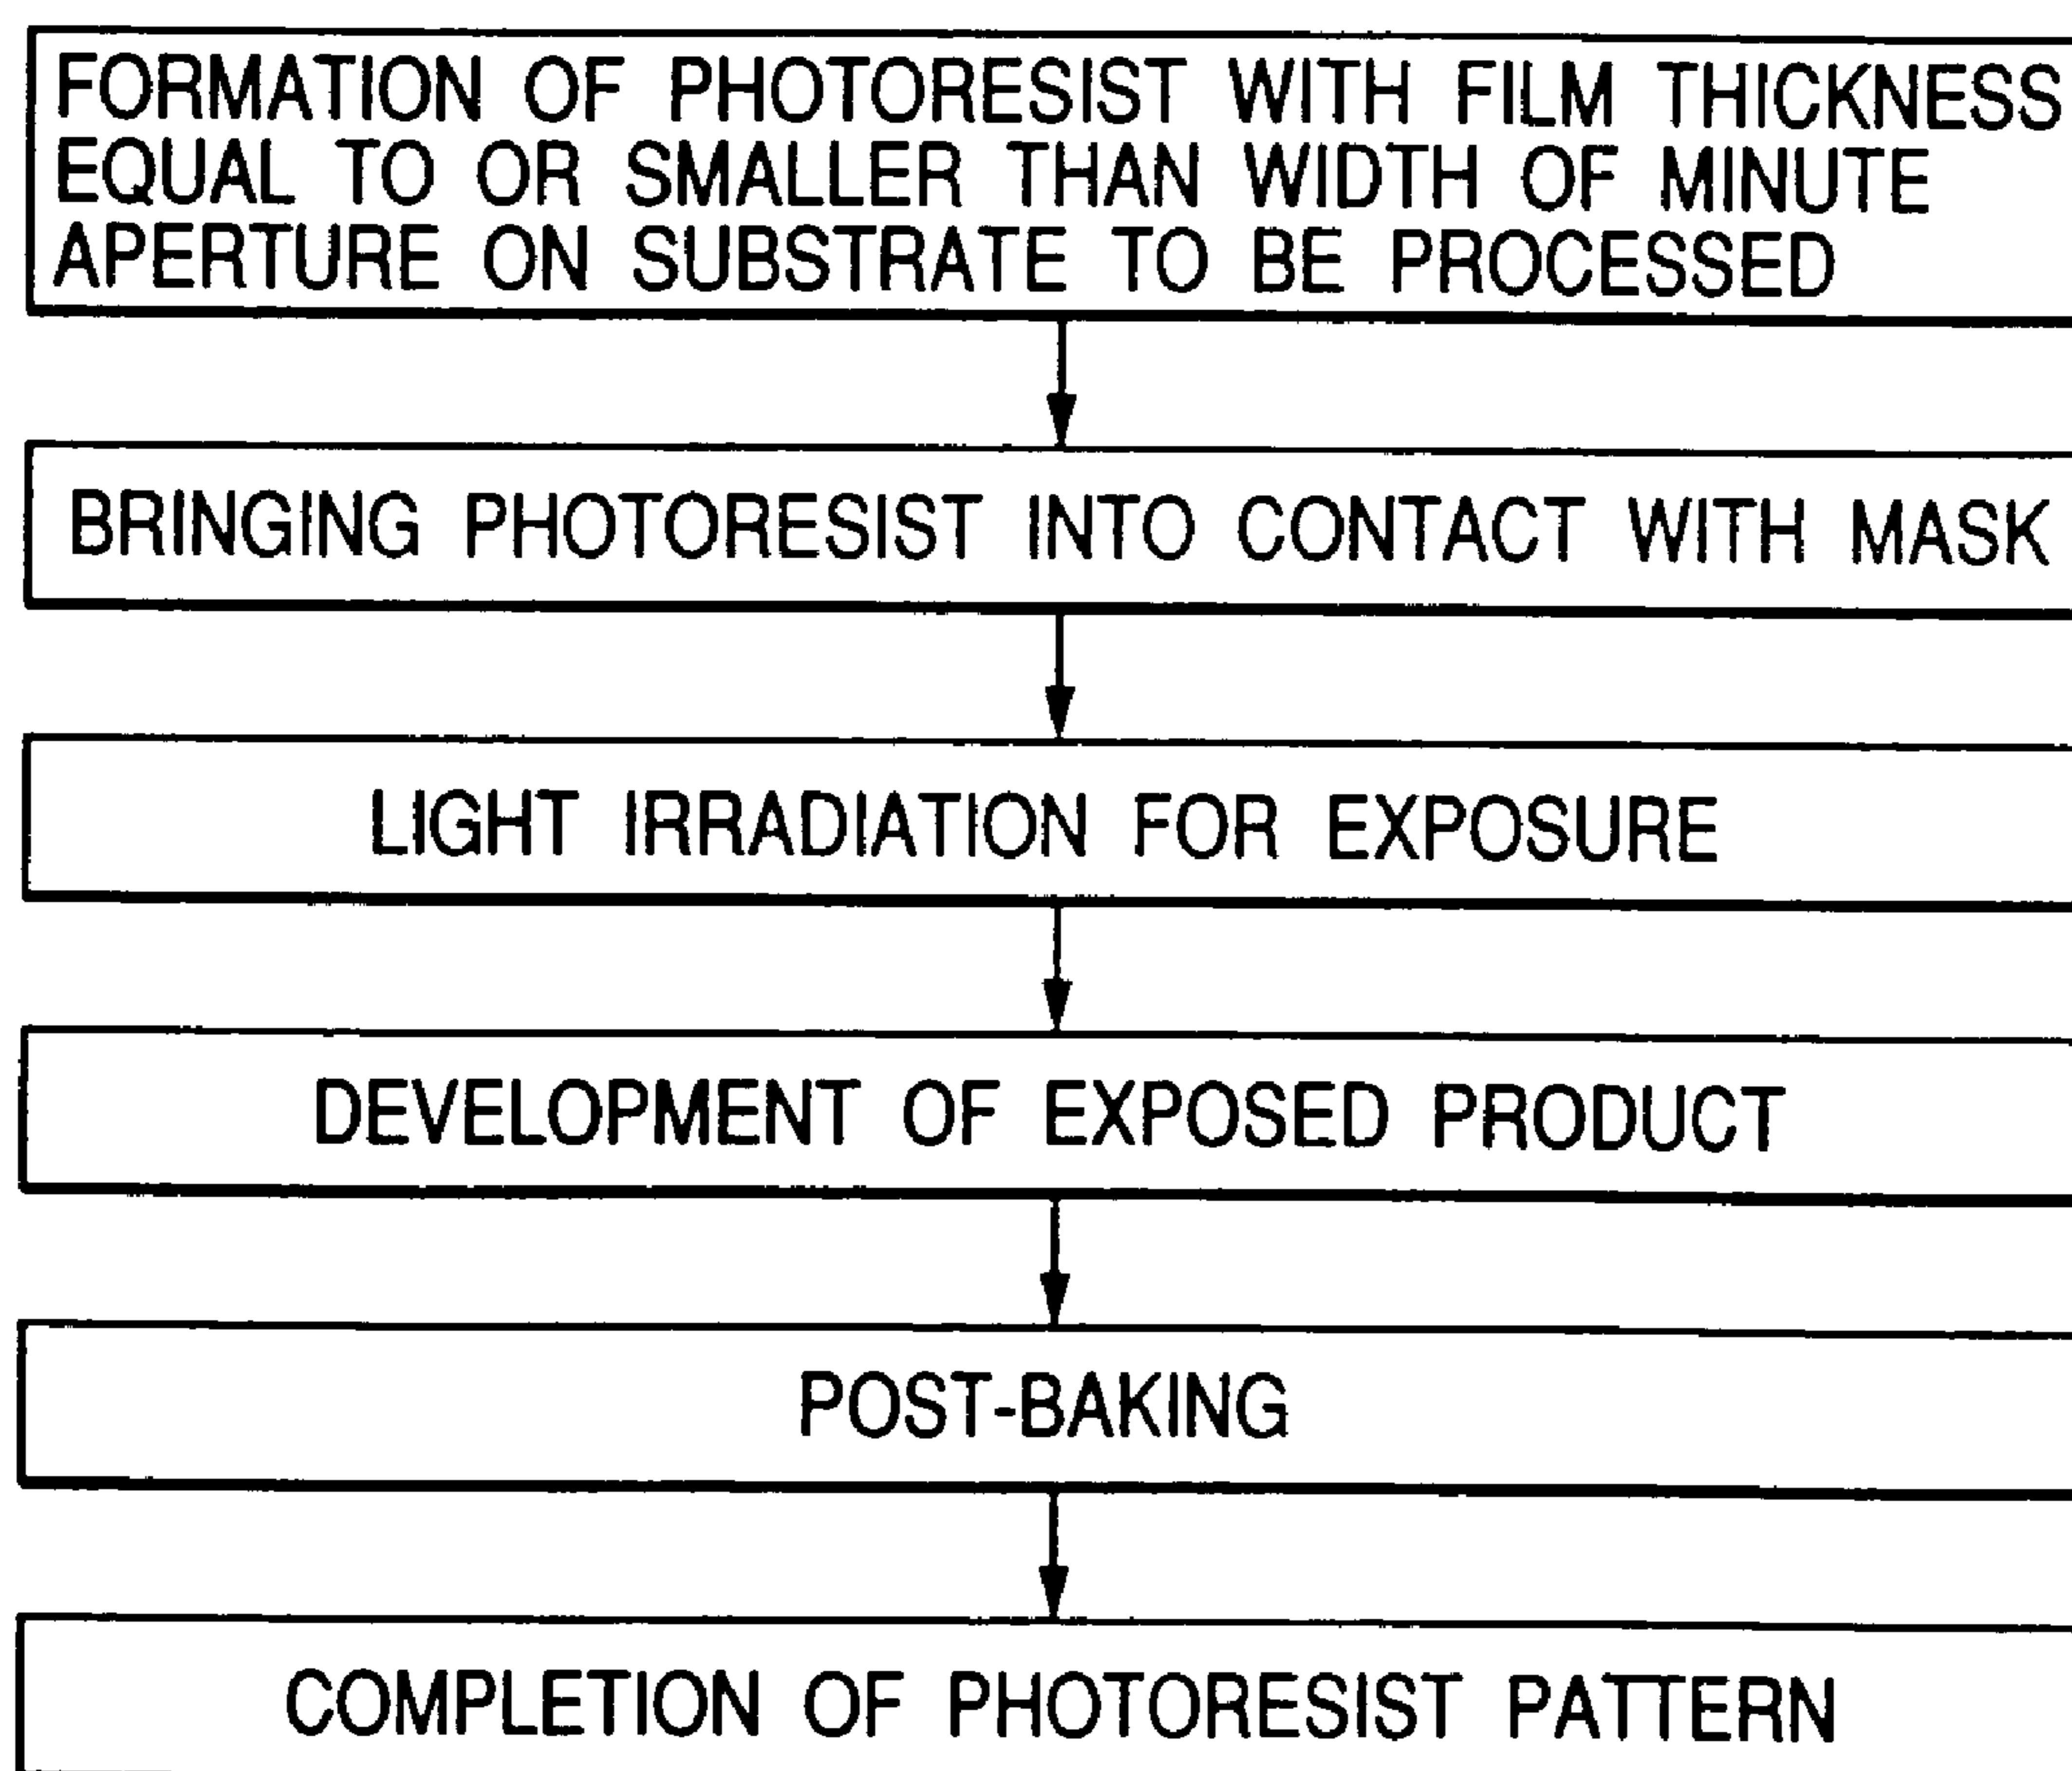 FORMATION OF PHOTORESIST WITH FILM THICKNESS
EQUAL TO OR SMALLER THAN WIDTH OF MINUTE
APERTURE ON SUBSTRATE TO BE PROCESSED
BRINGING PHOTORESIST INTO CONTACT WITH MASK
LIGHT IRRADIATION FOR EXPOSURE
DEVELOPMENT OF EXPOSED PRODUCT
POST-BAKING
COMPLETION OF PHOTORESIST PATTERN